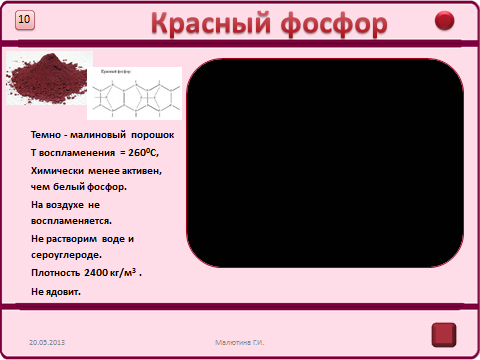 10
Красный фосфор
Красный фосфор
Темно - малиновый порошок
Т воспламенения = 260⁰С,
Химически менее активен,
чем белый фосфор.
На воздухе не
воспламеняется.
Не растворим воде и
сероуглероде.
Плотность 2400 кг/м³ .
Не ядовит.
20.05.2013
Малютина Г.И.